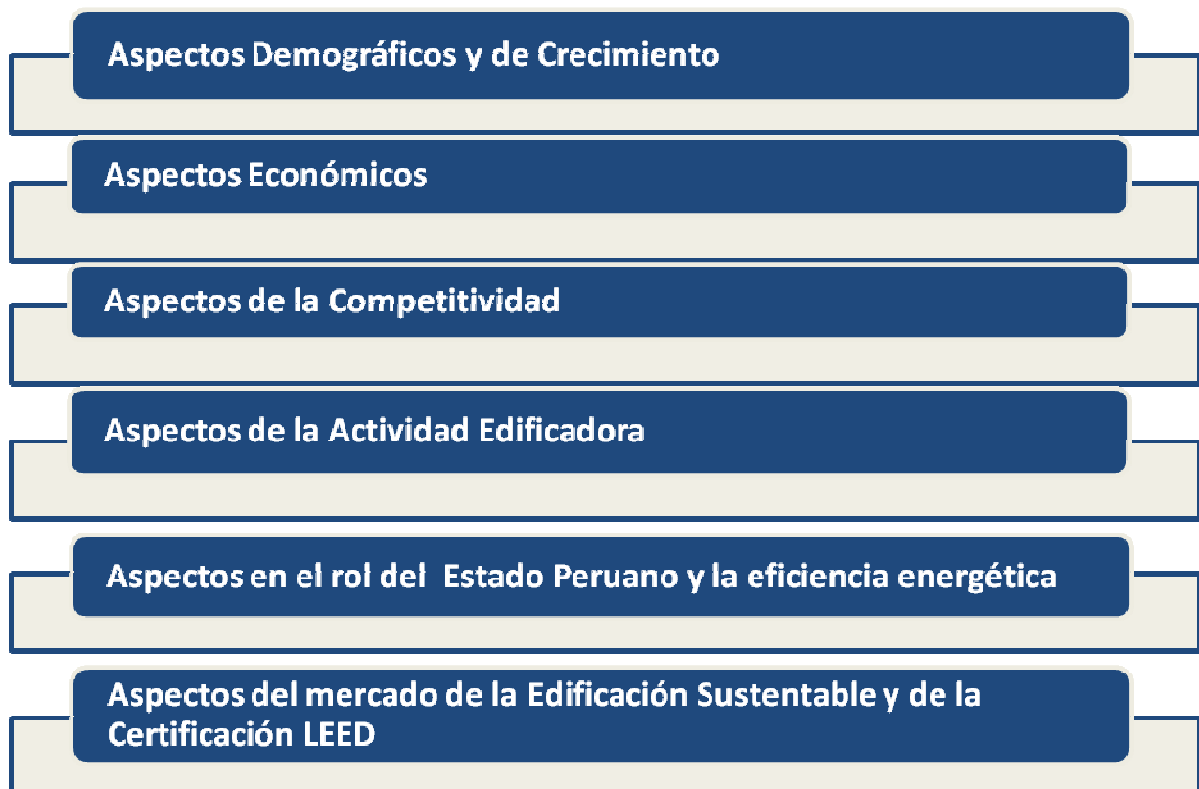 Aspectos Demográficos y de Crecimiento
Aspectos Económicos
Aspectos de la Competitividad
Aspectos de la Actividad Edificadora
Aspectos en el rol del Estado Peruano y la eficiencia energética
Aspectos del mercado de la Edificación Sustentable y de la
Certificación LEED